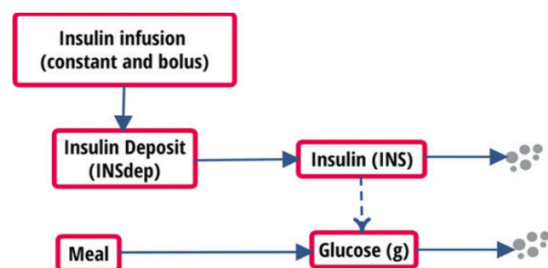 Insulin infusion
(constant and bolus)
Insulin Deposit
(INSdep)
Insulin (INS)
Meal
Glucose (g)